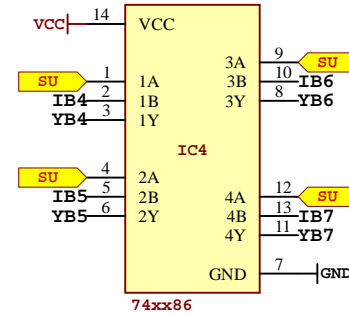 VCC 14 VCC
3A 9 SU
SU 1 1A 3B 10 IB6
IB4 2 1B 3Y 8 YB6
YB4 3 1Y
IC4
SU 4 2A 4A 12 SU
IB5 5 2B 4B 13 IB7
YB5 6 2Y 4Y 11 YB7
GND 7 GND
74xx86